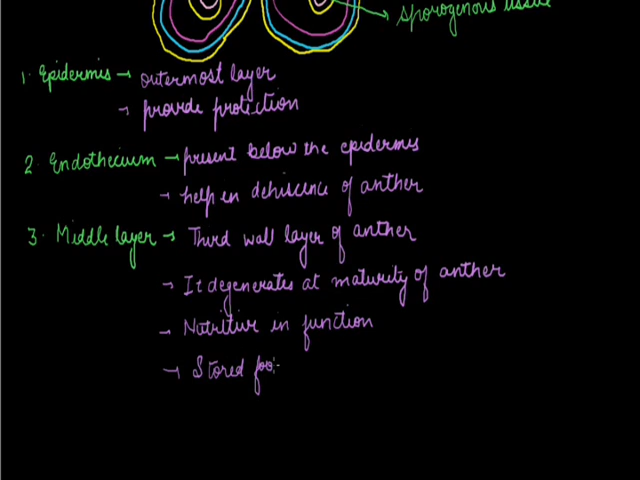 sporogenous tissue
1. Epidermis → outermost layer
→ provide protection
2. Endothecium → present below the epidermis
→ help in dehiscence of anther
3. Middle layer → Third wall layer of anther
→ It degenerates at maturity of anther
→ Nutritive in function
→ Stored foo